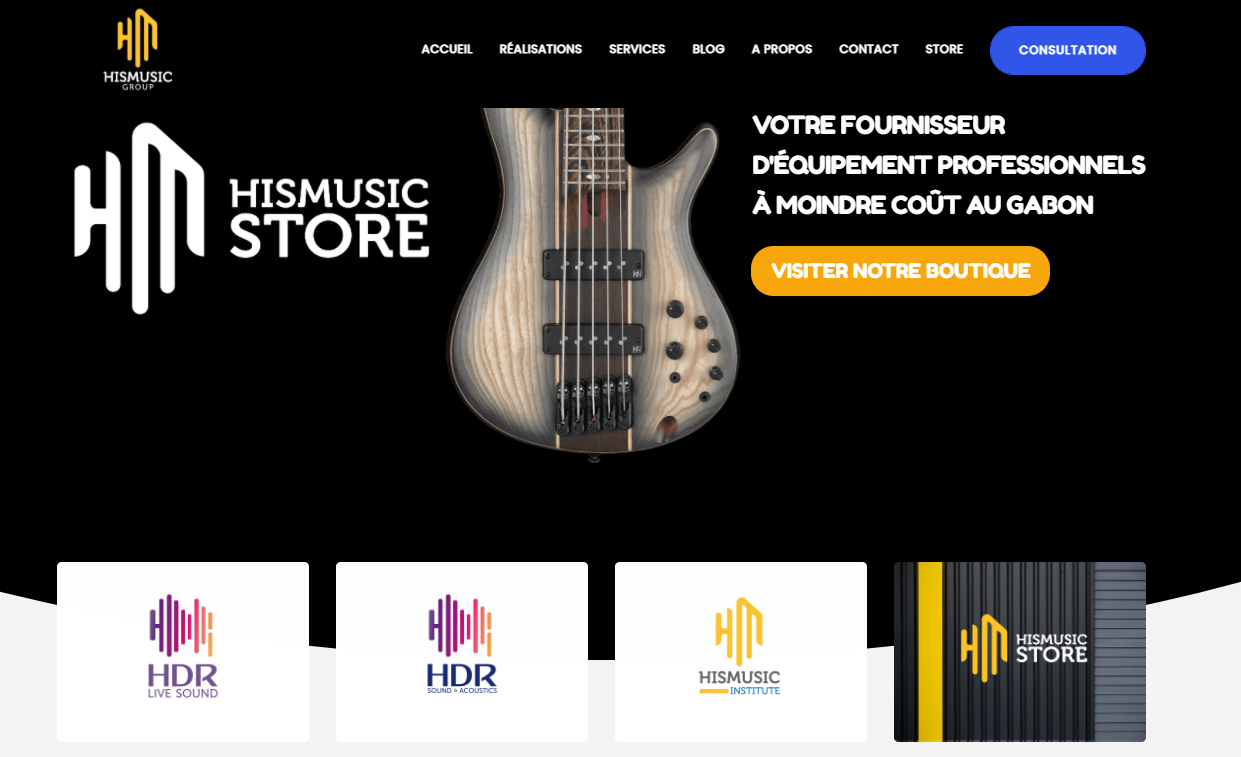 HISMUSIC
GROUP
ACCUEIL
RÉALISATIONS
SERVICES
BLOG
A PROPOS
CONTACT
STORE
CONSULTATION
HISMUSIC
STORE
VOTRE FOURNISSEUR
D'ÉQUIPEMENT PROFESSIONNELS
À MOINDRE COÛT AU GABON
VISITER NOTRE BOUTIQUE
HDR
LIVE SOUND
HDR
SOUND & ACOUSTICS
HISMUSIC
INSTITUTE
HISMUSIC
STORE